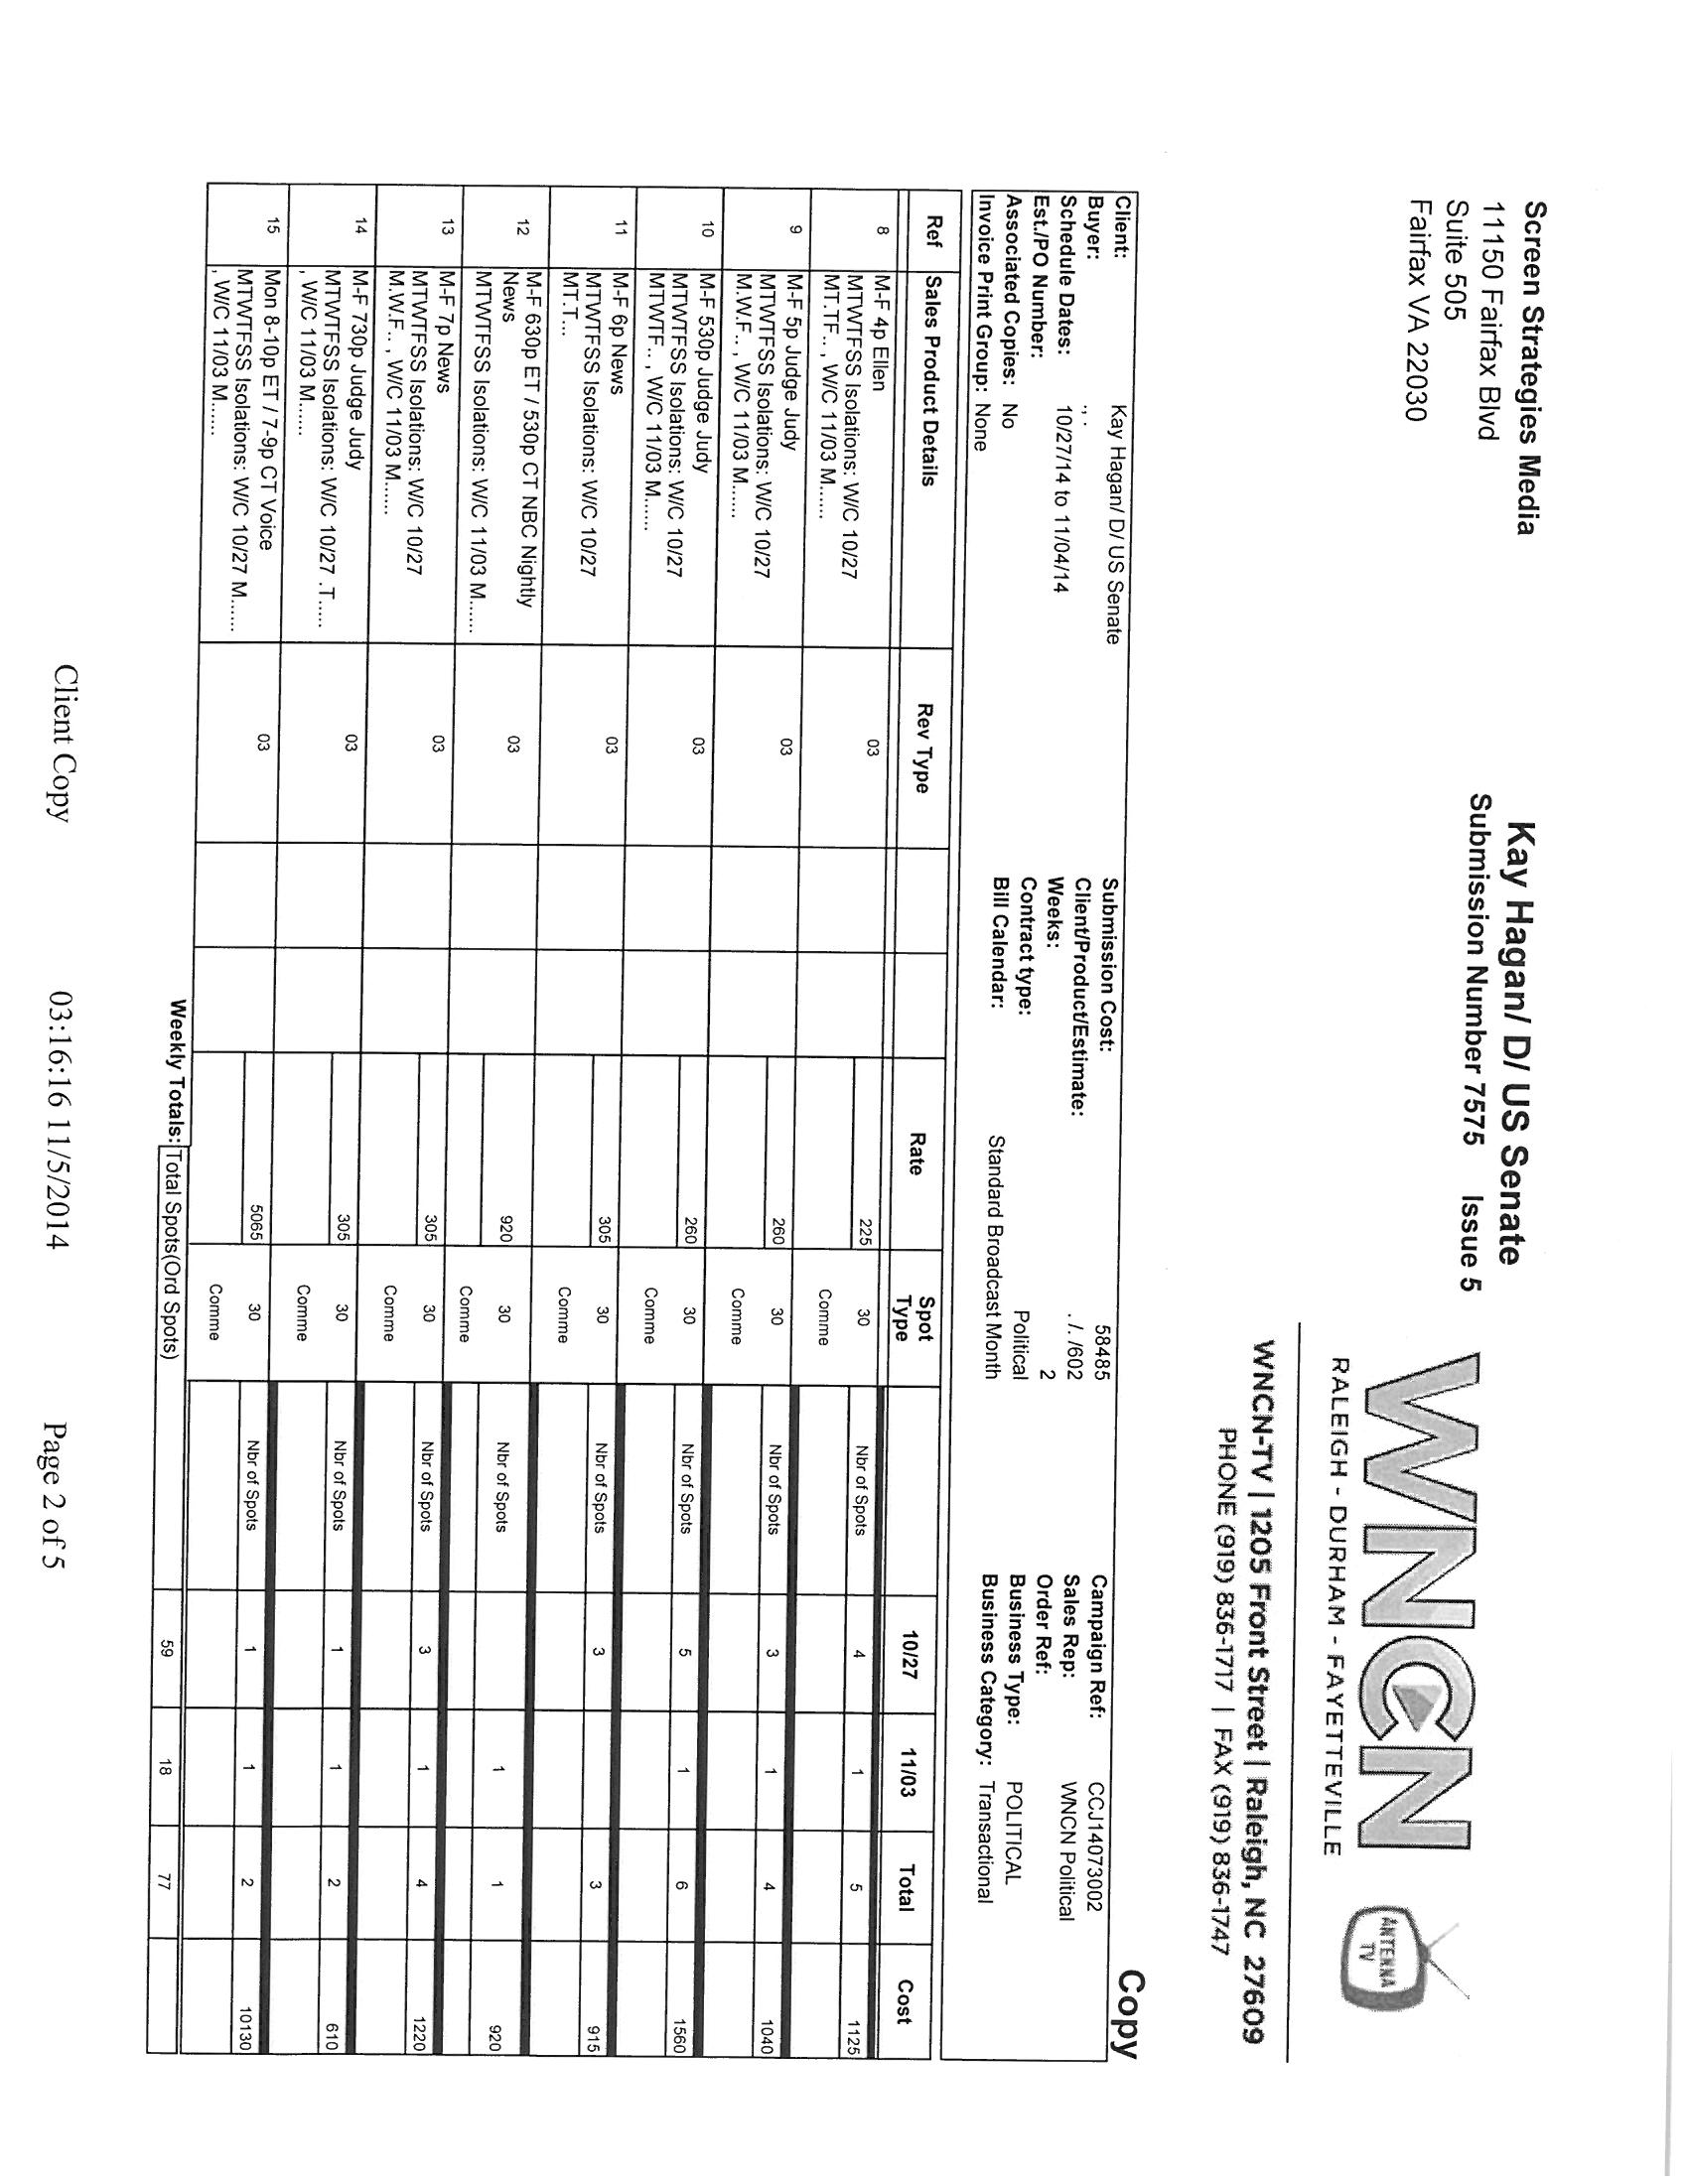 Screen Strategies Media
11150 Fairfax Blvd
Suite 505
Fairfax VA 22030
Kay Hagan/ D/ US Senate
Submission Number 7575 Issue 5
WNCN
RALEIGH - DURHAM - FAYETTEVILLE
ANTENNA
TV
WNCN-TV | 1205 Front Street | Raleigh, NC 27609
PHONE (919) 836-1717 | FAX (919) 836-1747
Copy
Client: Kay Hagan/ D/ US Senate
Buyer: ., .
Schedule Dates: 10/27/14 to 11/04/14
Est./PO Number:
Associated Copies: No
Invoice Print Group: None
Submission Cost: 58485
Client/Product/Estimate: . /. /602
Weeks: 2
Contract type: Political
Bill Calendar: Standard Broadcast Month
Campaign Ref: CCJ14073002
Sales Rep: WNCN Political
Order Ref:
Business Type: POLITICAL
Business Category: Transactional
Ref Sales Product Details Rev Type Rate Spot Type 10/27 11/03 Total Cost
8 M-F 4p Ellen 03 225 30 Nbr of Spots 4 1 5 1125
MTWTFSS Isolations: W/C 10/27
MT.TF.. , W/C 11/03 M...... Comme
9 M-F 5p Judge Judy 03 260 30 Nbr of Spots 3 1 4 1040
MTWTFSS Isolations: W/C 10/27
M.W.F.. , W/C 11/03 M...... Comme
10 M-F 530p Judge Judy 03 260 30 Nbr of Spots 5 1 6 1560
MTWTFSS Isolations: W/C 10/27
MTWTF.. , W/C 11/03 M...... Comme
11 M-F 6p News 03 305 30 Nbr of Spots 3 3 915
MTWTFSS Isolations: W/C 10/27
MT.T... Comme
12 M-F 630p ET / 530p CT NBC Nightly
News 03 920 30 Nbr of Spots 1 1 920
MTWTFSS Isolations: W/C 11/03 M...... Comme
13 M-F 7p News 03 305 30 Nbr of Spots 3 1 4 1220
MTWTFSS Isolations: W/C 10/27
M.W.F.. , W/C 11/03 M...... Comme
14 M-F 730p Judge Judy 03 305 30 Nbr of Spots 1 1 2 610
MTWTFSS Isolations: W/C 10/27 .T.....
, W/C 11/03 M...... Comme
15 Mon 8-10p ET / 7-9p CT Voice 03 5065 30 Nbr of Spots 1 1 2 10130
MTWTFSS Isolations: W/C 10/27 M......
, W/C 11/03 M...... Comme
Weekly Totals: Total Spots(Ord Spots) 59 18 77
Client Copy 03:16:16 11/5/2014 Page 2 of 5